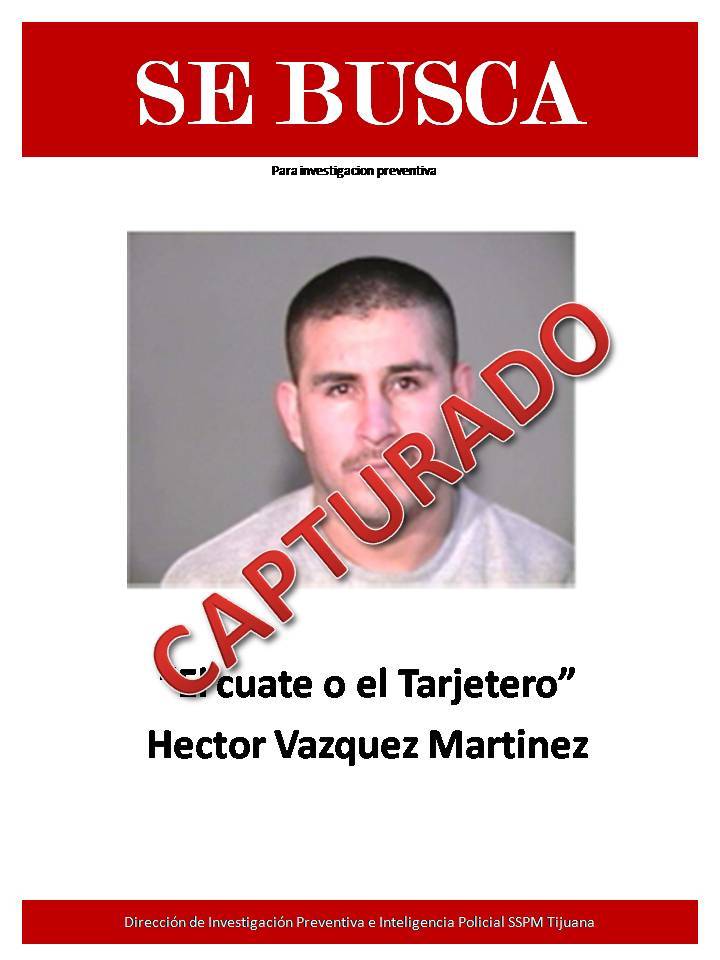 SE BUSCA
Para investigacion preventiva
CAPTURADO
“El cuate o el Tarjetero”
Hector Vazquez Martinez
Dirección de Investigación Preventiva e Inteligencia Policial SSPM Tijuana